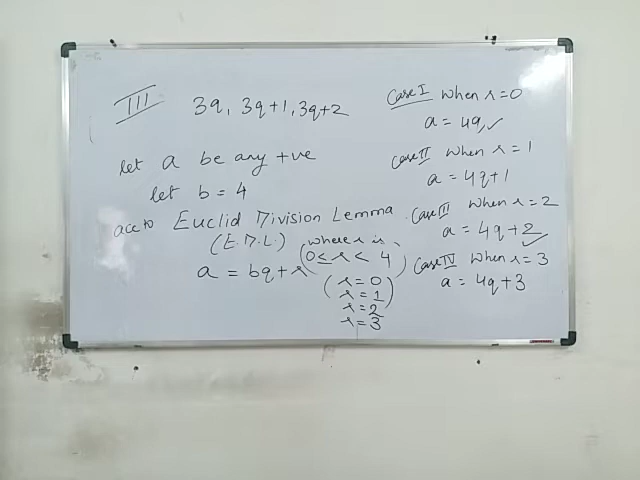 III 3q, 3q+1, 3q+2
let a be any +ve
let b = 4
acc to Euclid Division Lemma.
(E.D.L.)
a = bq + r (where r is
0 ≤ r < 4)
(r = 0
r = 1)
r = 2
r = 3
Case I when r = 0
a = 4q ✓
Case II when r = 1
a = 4q + 1
Case III when r = 2
a = 4q + 2 ✓
Case IV when r = 3
a = 4q + 3